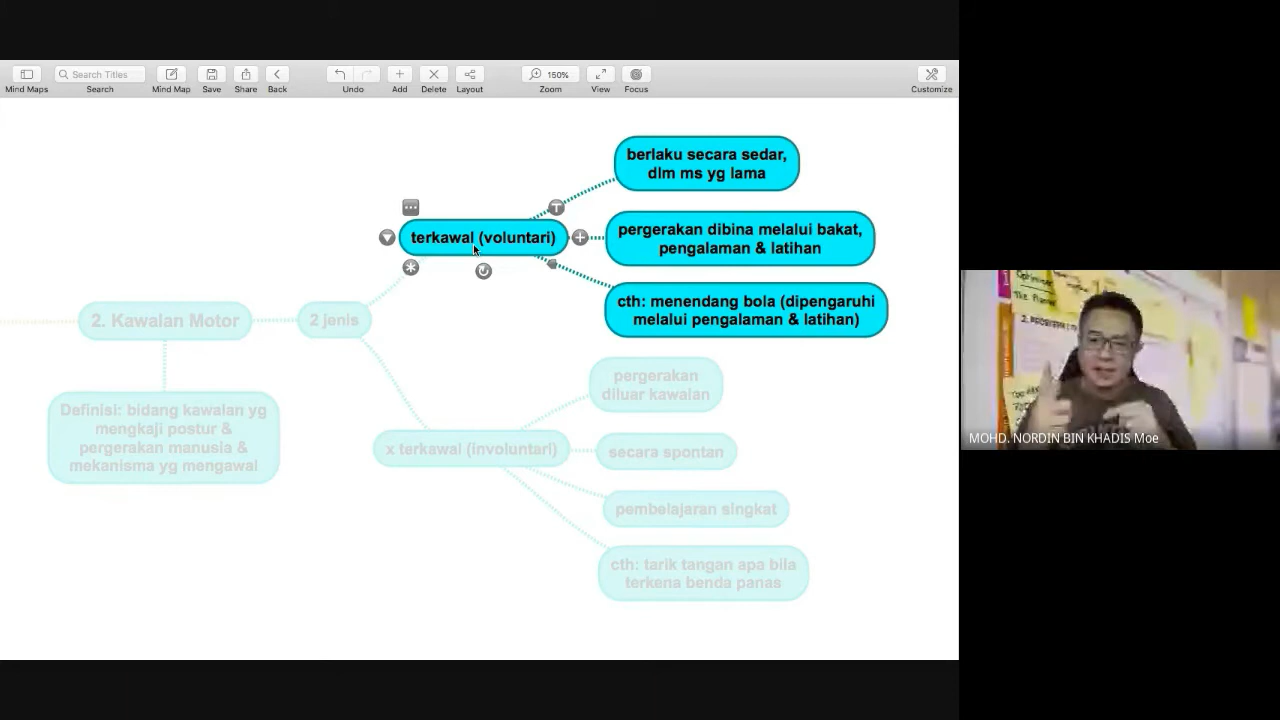 Mind Maps
Search Titles
Search
Mind Map
Save
Share
Back
Undo
Add
Delete
Layout
150%
Zoom
View
Focus
Customize
berlaku secara sedar,
dlm ms yg lama
terkawal (voluntari)
pergerakan dibina melalui bakat,
pengalaman & latihan
cth: menendang bola (dipengaruhi
melalui pengalaman & latihan)
2. Kawalan Motor
2 jenis
Definisi: bidang kawalan yg
mengkaji postur &
pergerakan manusia &
mekanisma yg mengawal
x terkawal (involuntari)
pergerakan
diluar kawalan
secara spontan
pembelajaran singkat
cth: tarik tangan apa bila
terkena benda panas
MOHD. NORDIN BIN KHADIS Moe